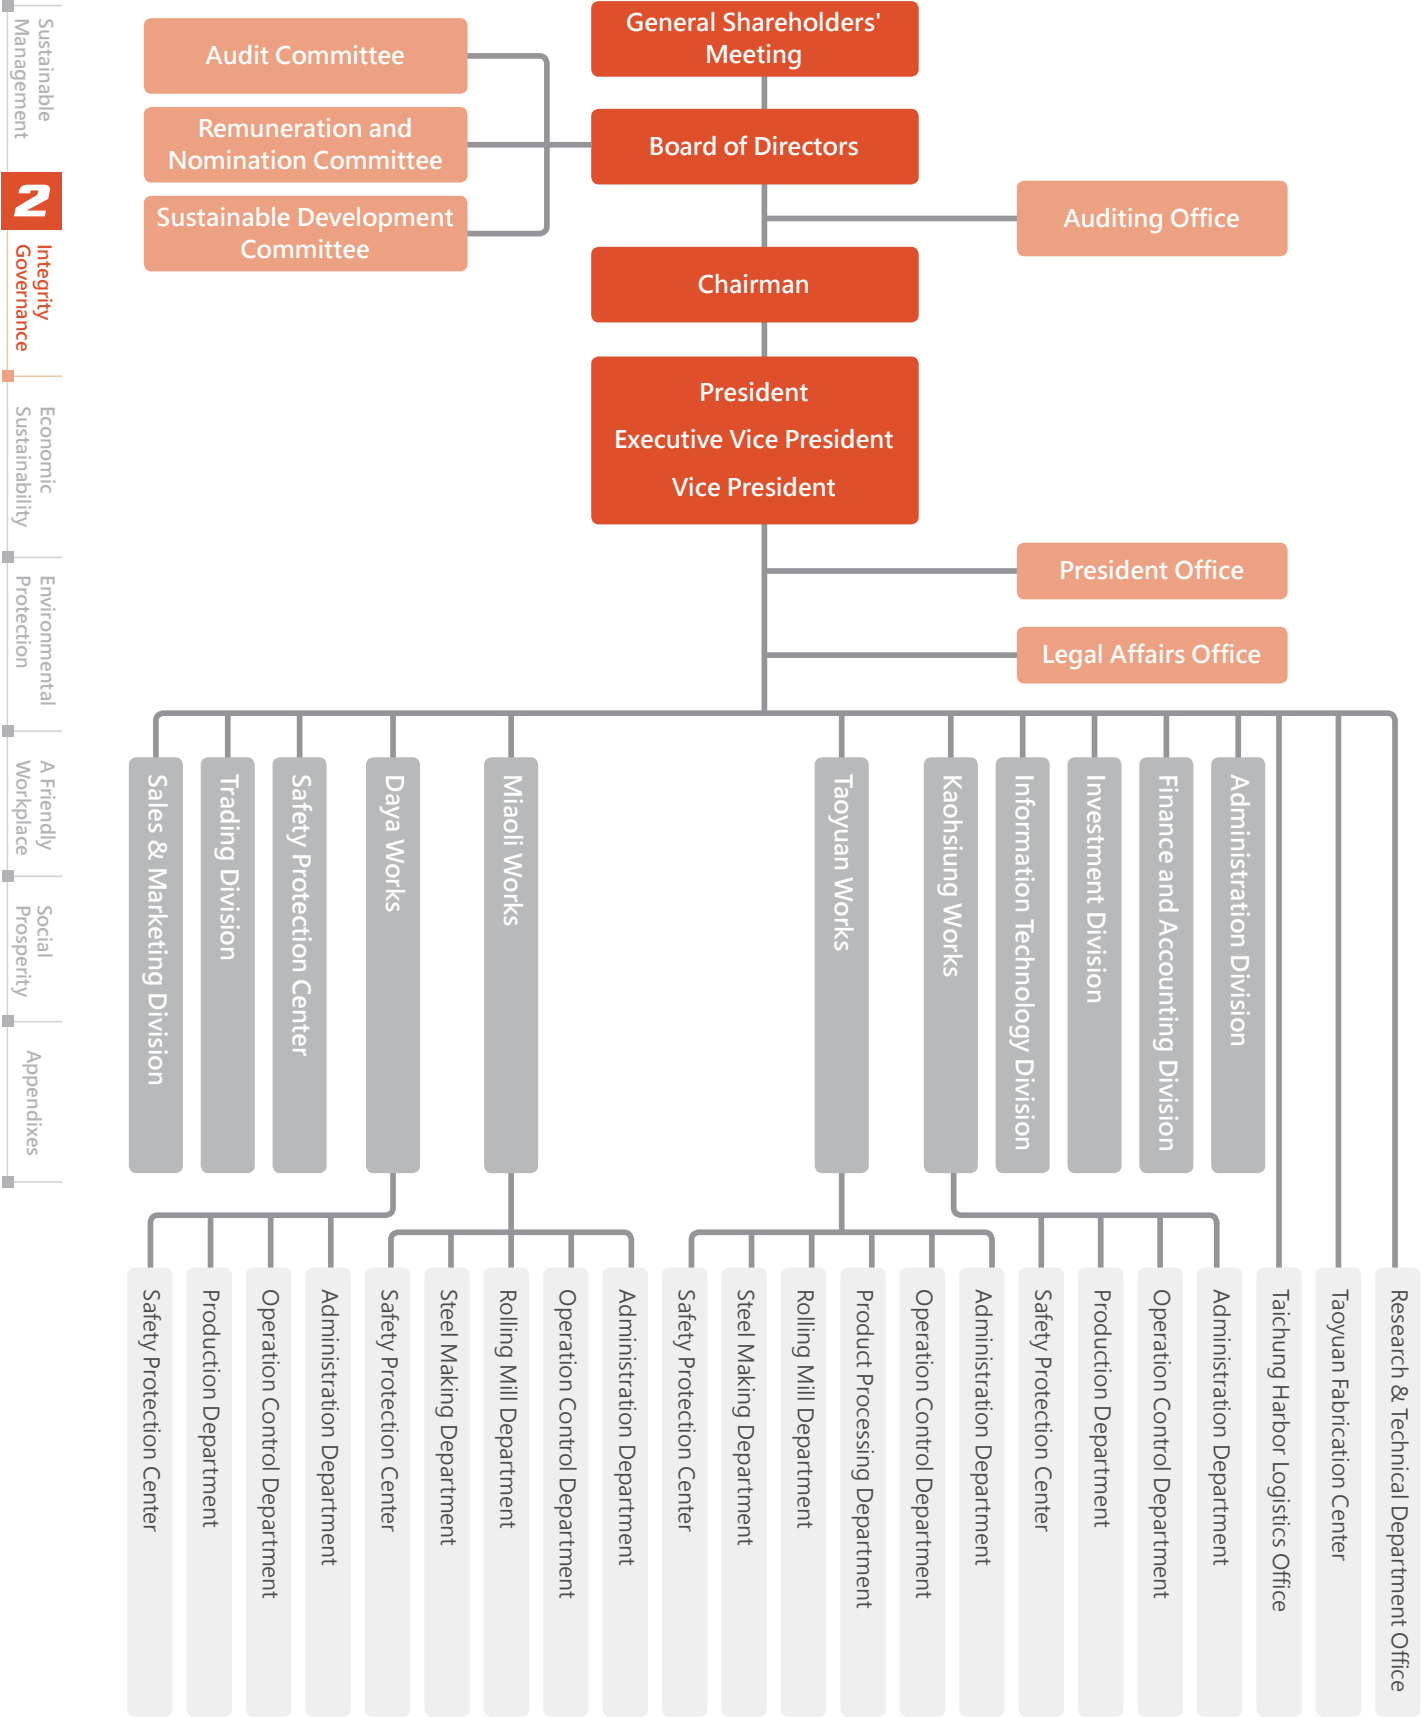 Sustainable
Management
2
Integrity
Governance
Economic
Sustainability
Environmental
Protection
A Friendly
Workplace
Social
Prosperity
Appendixes
General Shareholders'
Meeting
Audit Committee
Remuneration and
Nomination Committee
Sustainable Development
Committee
Board of Directors
Auditing Office
Chairman
President
Executive Vice President
Vice President
President Office
Legal Affairs Office
Sales & Marketing Division
Trading Division
Safety Protection Center
Daya Works
Miaoli Works
Taoyuan Works
Kaohsiung Works
Information Technology Division
Investment Division
Finance and Accounting Division
Administration Division
Safety Protection Center
Production Department
Operation Control Department
Administration Department
Safety Protection Center
Steel Making Department
Rolling Mill Department
Operation Control Department
Administration Department
Safety Protection Center
Steel Making Department
Rolling Mill Department
Product Processing Department
Operation Control Department
Administration Department
Safety Protection Center
Production Department
Operation Control Department
Administration Department
Taichung Harbor Logistics Office
Taoyuan Fabrication Center
Research & Technical Department Office